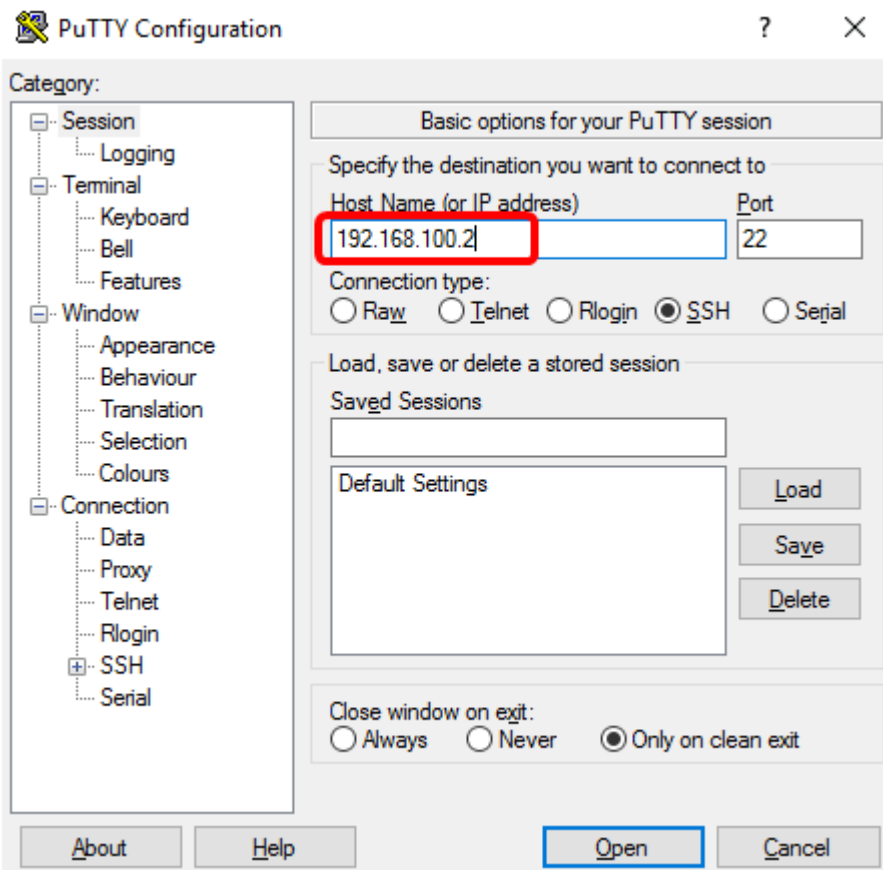 PuTTY Configuration
?
Category:
Session
Logging
Terminal
Keyboard
Bell
Features
Window
Appearance
Behaviour
Translation
Selection
Colours
Connection
Data
Proxy
Telnet
Rlogin
SSH
Serial
Basic options for your PuTTY session
Specify the destination you want to connect to
Host Name (or IP address) Port
192.168.100.2 22
Connection type:
Raw Telnet Rlogin SSH Serial
Load, save or delete a stored session
Saved Sessions
Default Settings
Load
Save
Delete
Close window on exit:
Always Never Only on clean exit
About Help Open Cancel